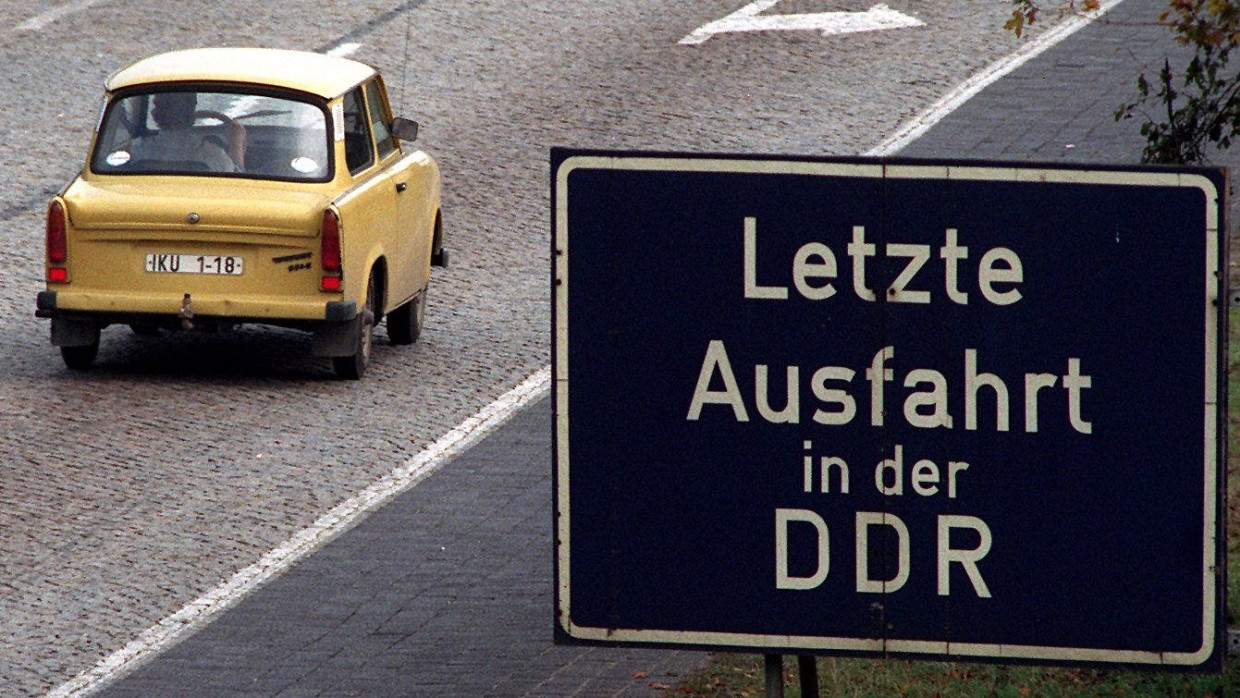 IKU 1-18
Letzte
Ausfahrt
in der
DDR